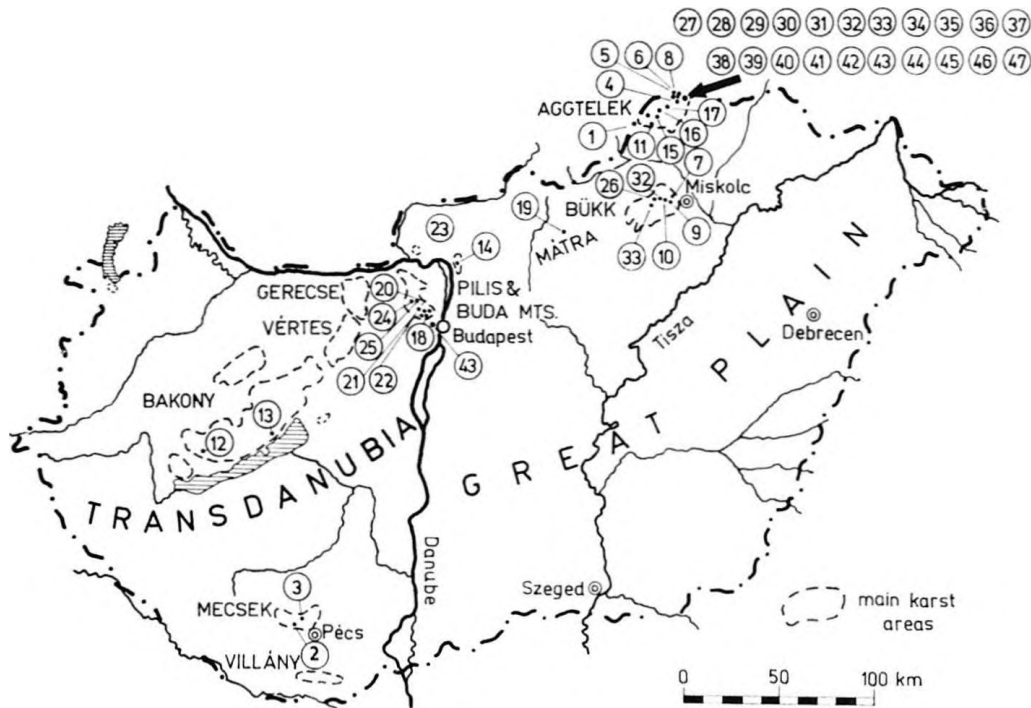 27 28 29 30 31 32 33 34 35 36 37
38 39 40 41 42 43 44 45 46 47
5 6 8
4
AGGTELEK
17
1 11 15 16
7
26 32 Miskolc
BÜKK
19
MÁTRA
9
33 10
23
14
GERECSE 20
PILIS &
BUDA MTS.
VÉRTES 24
Budapest
25 18
43
21 22
Tisza
Debrecen
BAKONY
13
12
TRANSDANUBIA
GREAT PLAIN
Danube
Szeged
3
MECSEK
Pécs
2
VILLÁNY
main karst
areas
0 50 100 km